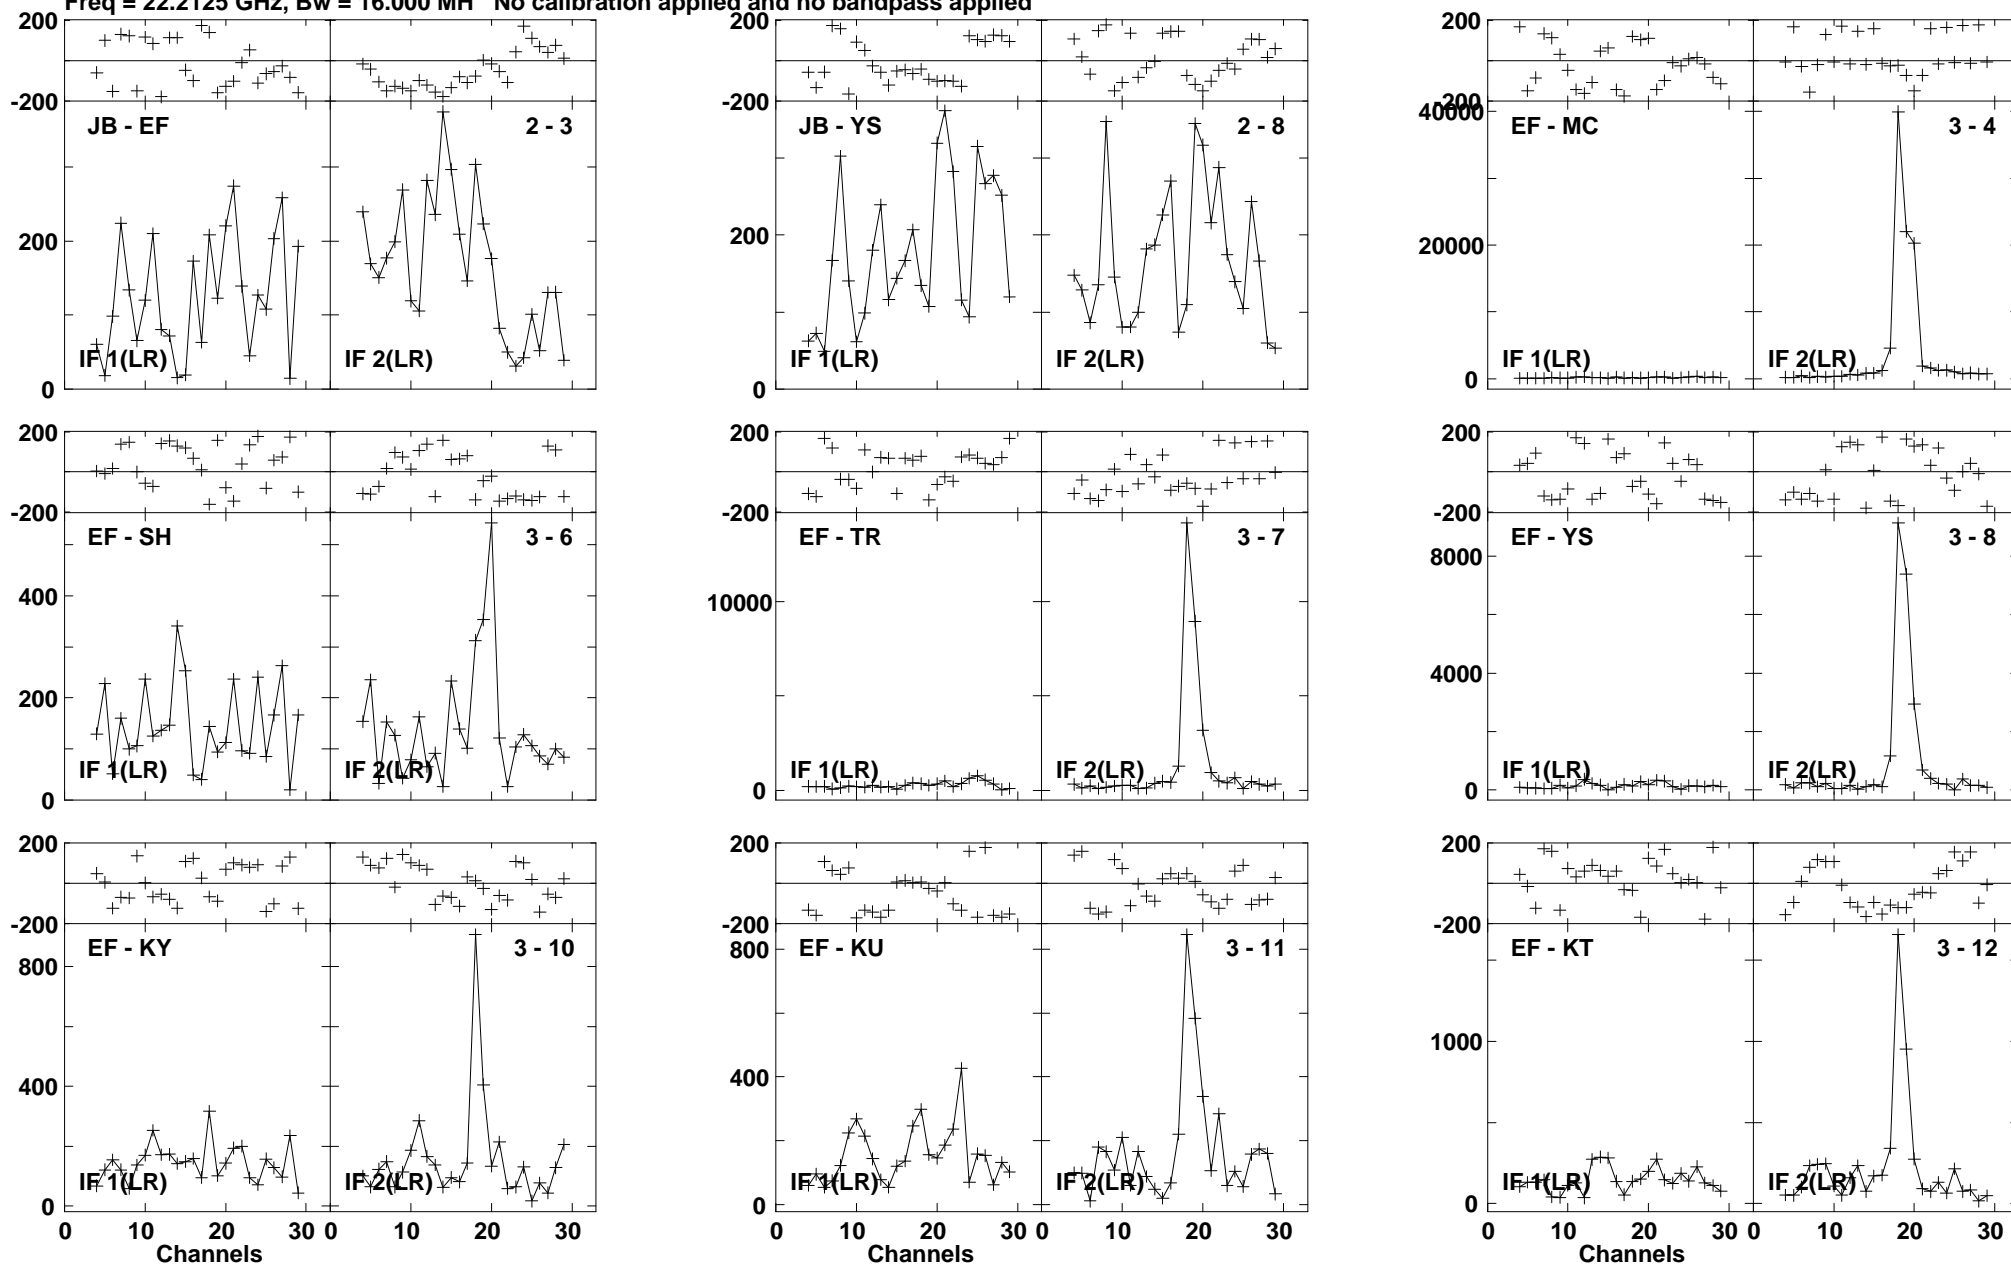 Freq = 22.2125 GHz, Bw = 16.000 MH No calibration applied and no bandpass applied
200
-200
JB - EF
2 - 3
200
0
IF 1(LR)
IF 2(LR)
200
-200
JB - YS
2 - 8
200
0
IF 1(LR)
IF 2(LR)
200
-200
40000
EF - MC
3 - 4
20000
0
IF 1(LR)
IF 2(LR)
200
-200
EF - SH
3 - 6
400
200
0
IF 1(LR)
IF 2(LR)
200
-200
EF - TR
3 - 7
10000
0
IF 1(LR)
IF 2(LR)
200
-200
EF - YS
3 - 8
8000
4000
0
IF 1(LR)
IF 2(LR)
200
-200
EF - KY
3 - 10
800
400
0
IF 1(LR)
IF 2(LR)
0 10 20 30 0 10 20 30
Channels
200
-200
EF - KU
3 - 11
800
400
0
IF 1(LR)
IF 2(LR)
0 10 20 30 0 10 20 30
Channels
200
-200
EF - KT
3 - 12
1000
0
IF 1(LR)
IF 2(LR)
0 10 20 30 0 10 20 30
Channels